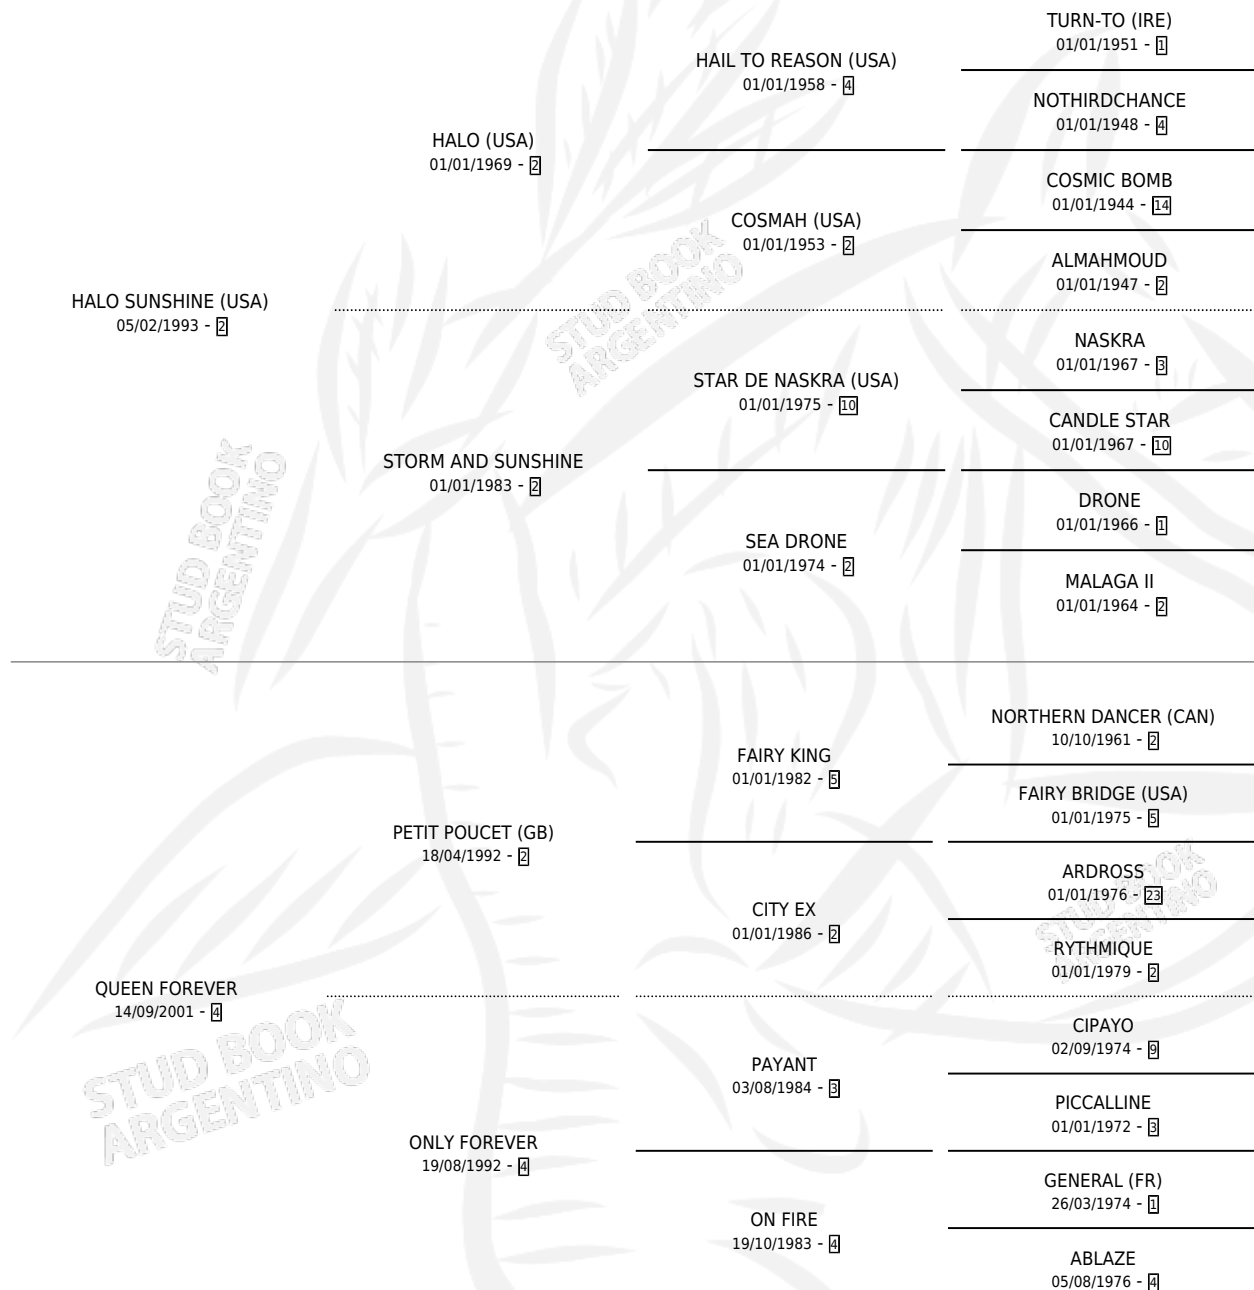 TURN-TO (IRE)
01/01/1951 - 1
HAIL TO REASON (USA)
01/01/1958 - 4
NOTHIRDCHANCE
01/01/1948 - 4
HALO (USA)
01/01/1969 - 2
COSMIC BOMB
01/01/1944 - 14
COSMAH (USA)
01/01/1953 - 2
ALMAHMOUD
01/01/1947 - 2
HALO SUNSHINE (USA)
05/02/1993 - 2
STUD BOOK
ARGENTINO
NASKRA
01/01/1967 - 3
STAR DE NASKRA (USA)
01/01/1975 - 10
CANDLE STAR
01/01/1967 - 10
STORM AND SUNSHINE
01/01/1983 - 2
DRONE
01/01/1966 - 1
SEA DRONE
01/01/1974 - 2
MALAGA II
01/01/1964 - 2
STUD BOOK
ARGENTINO
NORTHERN DANCER (CAN)
10/10/1961 - 2
FAIRY KING
01/01/1982 - 5
FAIRY BRIDGE (USA)
01/01/1975 - 5
PETIT POUCET (GB)
18/04/1992 - 2
ARDROSS
01/01/1976 - 23
CITY EX
01/01/1986 - 2
RYTHMIQUE
01/01/1979 - 2
STUD BOOK
ARGENTINO
QUEEN FOREVER
14/09/2001 - 4
CIPAYO
02/09/1974 - 9
PAYANT
03/08/1984 - 3
PICCALLINE
01/01/1972 - 3
STUD BOOK
ARGENTINO
ONLY FOREVER
19/08/1992 - 4
GENERAL (FR)
26/03/1974 - 1
ON FIRE
19/10/1983 - 4
ABLAZE
05/08/1976 - 4